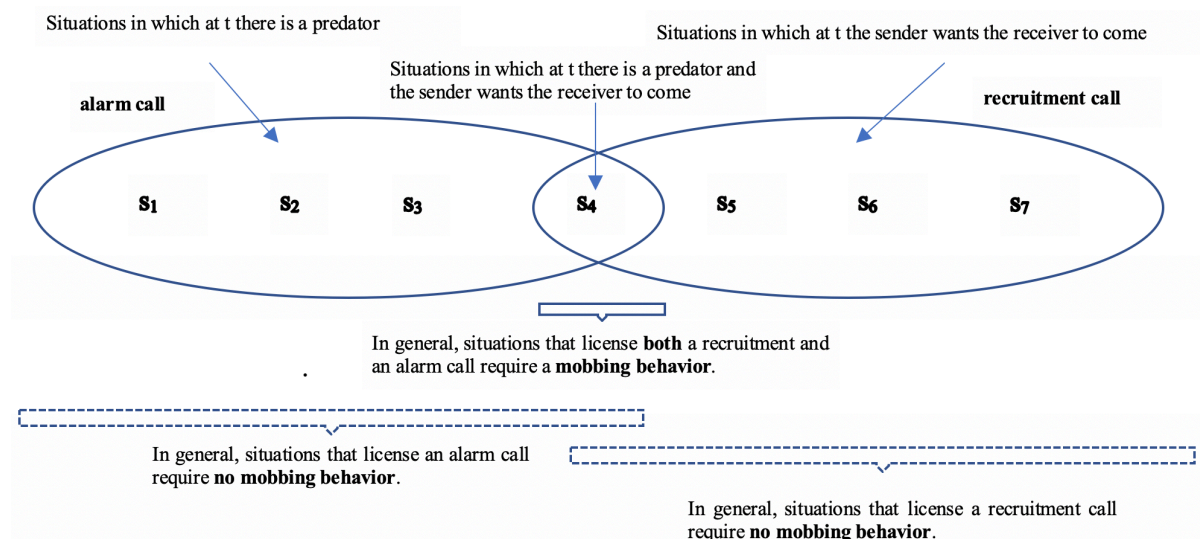 Situations in which at t there is a predator
Situations in which at t the sender wants the receiver to come
Situations in which at t there is a predator and
the sender wants the receiver to come
alarm call
recruitment call
S1 S2 S3 S4 S5 S6 S7
In general, situations that license both a recruitment and
an alarm call require a mobbing behavior.
.
In general, situations that license an alarm call
require no mobbing behavior.
In general, situations that license a recruitment call
require no mobbing behavior.